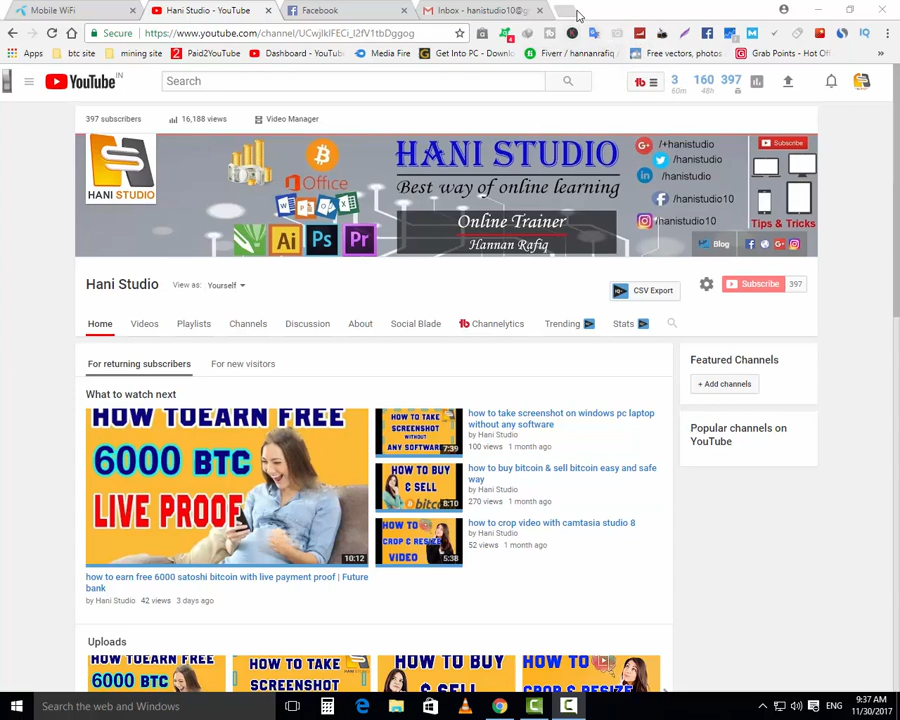 Mobile WiFi
Hani Studio - YouTube
Facebook
Inbox - hanistudio10@g
Secure
https://www.youtube.com/channel/UCwjlkIFECi_I2fV1tbDggog
Apps
btc site
mining site
Paid2YouTube
Dashboard - YouTub
Media Fire
Get Into PC - Downlo
Fiverr / hannanrafiq
Free vectors, photos
Grab Points - Hot Off
YouTube IN
Search
3
60m
160
48h
397
397 subscribers
16,188 views
Video Manager
HANI STUDIO
HANI STUDIO
Best way of online learning
Online Trainer
Hannan Rafiq
Office
Ai
Ps
Pr
/+hanistudio
/hanistudio
/hanistudio
/hanistudio10
hanistudio10
Subscribe
Tips & Tricks
Blog
Hani Studio
View as:
Yourself
CSV Export
Subscribe
397
Home
Videos
Playlists
Channels
Discussion
About
Social Blade
Channelytics
Trending
Stats
For returning subscribers
For new visitors
Featured Channels
+ Add channels
Popular channels on
YouTube
What to watch next
HOW TOEARN FREE
6000 BTC
LIVE PROOF
10:12
how to earn free 6000 satoshi bitcoin with live payment proof | Future
bank
by Hani Studio
42 views
3 days ago
HOW TO TAKE
SCREENSHOT
WITHOUT
ANY SOFTWARE
7:39
how to take screenshot on windows pc laptop
without any software
by Hani Studio
100 views
1 month ago
HOW TO BUY
& SELL
8:10
how to buy bitcoin & sell bitcoin easy and safe
way
by Hani Studio
270 views
1 month ago
HOW TO
CROP & RESIZE
VIDEO
5:38
how to crop video with camtasia studio 8
by Hani Studio
52 views
1 month ago
Uploads
HOW TOEARN FREE
6000 BTC
HOW TO TAKE
SCREENSHOT
HOW TO BUY
& SELL
HOW TO
CROP & RESIZE
Search the web and Windows
ENG
9:37 AM
11/30/2017